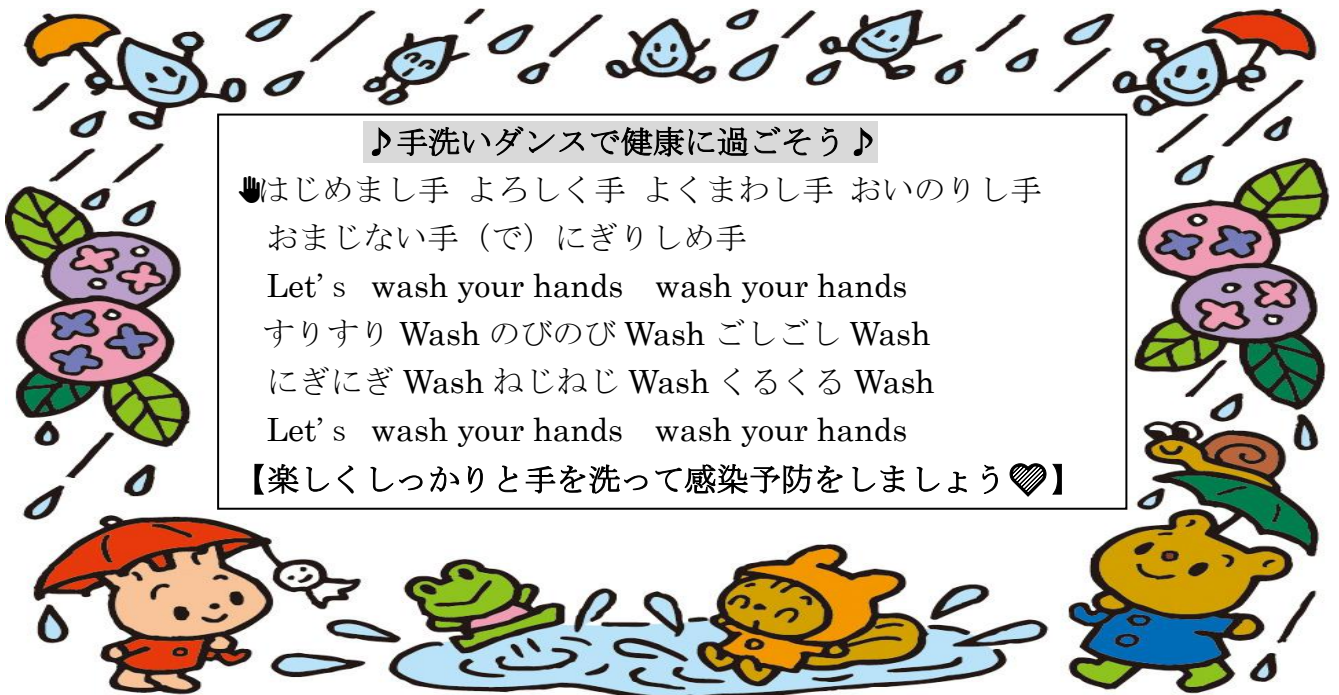 ♪手洗いダンスで健康に過ごそう♪
はじめまし手 よろしく手 よくまわし手 おいのりし手
おまじない手（で）にぎりしめ手
Let’ｓ wash your hands　wash your hands
すりすり Wash のびのび Wash ごしごし Wash
にぎにぎ Wash ねじねじ Wash くるくる Wash
Let’ｓ wash your hands　wash your hands
【楽しくしっかりと手を洗って感染予防をしましょう💜】